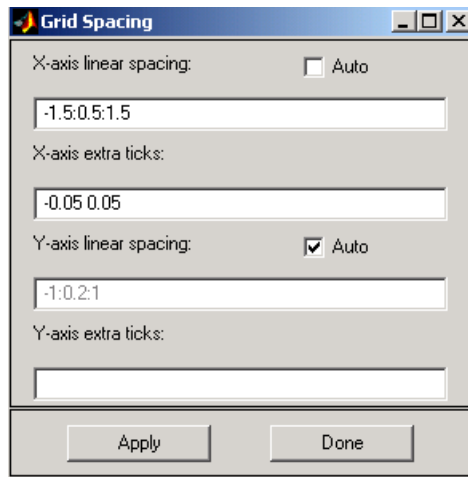 Grid Spacing
X-axis linear spacing:
Auto
-1.5:0.5:1.5
X-axis extra ticks:
-0.05 0.05
Y-axis linear spacing:
Auto
-1:0.2:1
Y-axis extra ticks:
Apply
Done